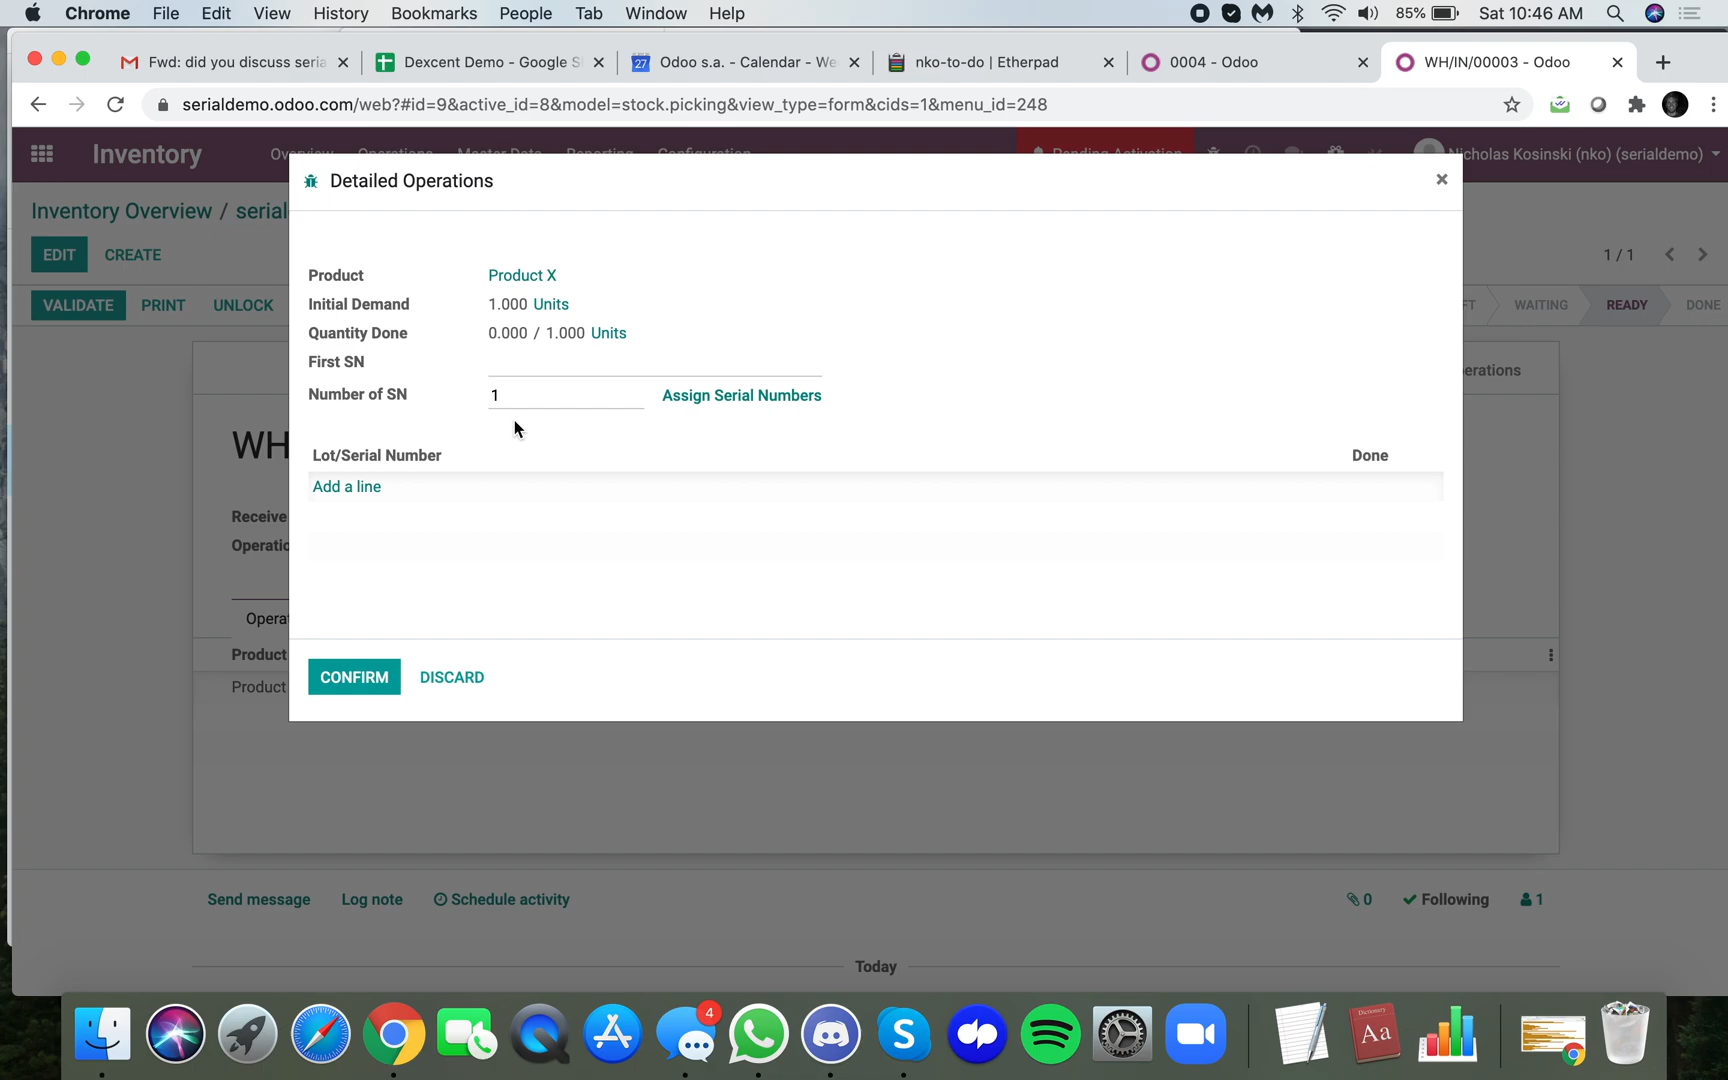 Chrome File Edit View History Bookmarks People Tab Window Help 85% Sat 10:46 AM
Fwd: did you discuss seria Dexcent Demo - Google S 27 Odoo s.a. - Calendar - We nko-to-do | Etherpad 0004 - Odoo WH/IN/00003 - Odoo
serialdemo.odoo.com/web?#id=9&active_id=8&model=stock.picking&view_type=form&cids=1&menu_id=248
Inventory Overview Operations Master Data Reporting Configuration Pending Activation Nicholas Kosinski (nko) (serialdemo)
Detailed Operations
Inventory Overview / serial
EDIT CREATE 1 / 1
VALIDATE PRINT UNLOCK FT WAITING READY DONE
Product Product X
Initial Demand 1.000 Units
Quantity Done 0.000 / 1.000 Units
First SN
erations
Number of SN 1 Assign Serial Numbers
WH
Lot/Serial Number Done
Add a line
Receive
Operatio
Operat
Product
CONFIRM DISCARD
Product
Send message Log note Schedule activity 0 Following 1
Today
4
Dictionary
Aa